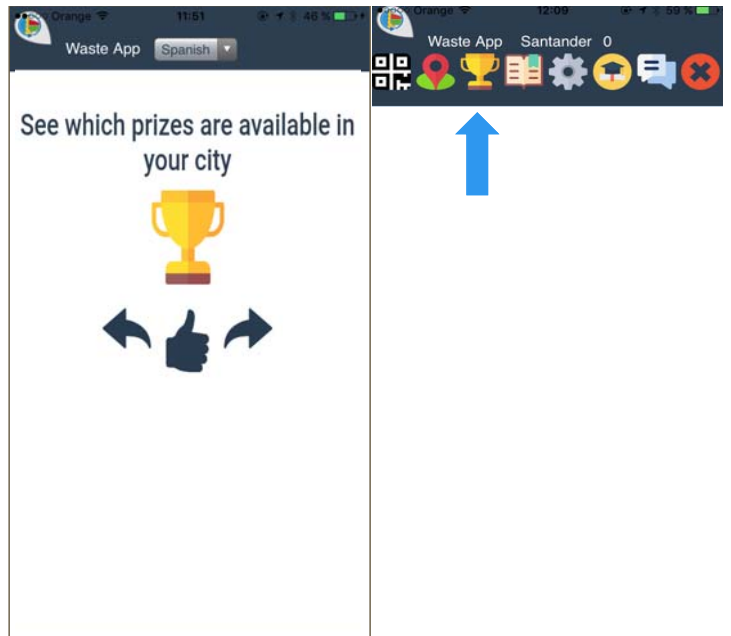 Orange 11:51 46 %
Waste App Spanish
See which prizes are available in
your city
Orange 12:09 59 %
Waste App Santander 0